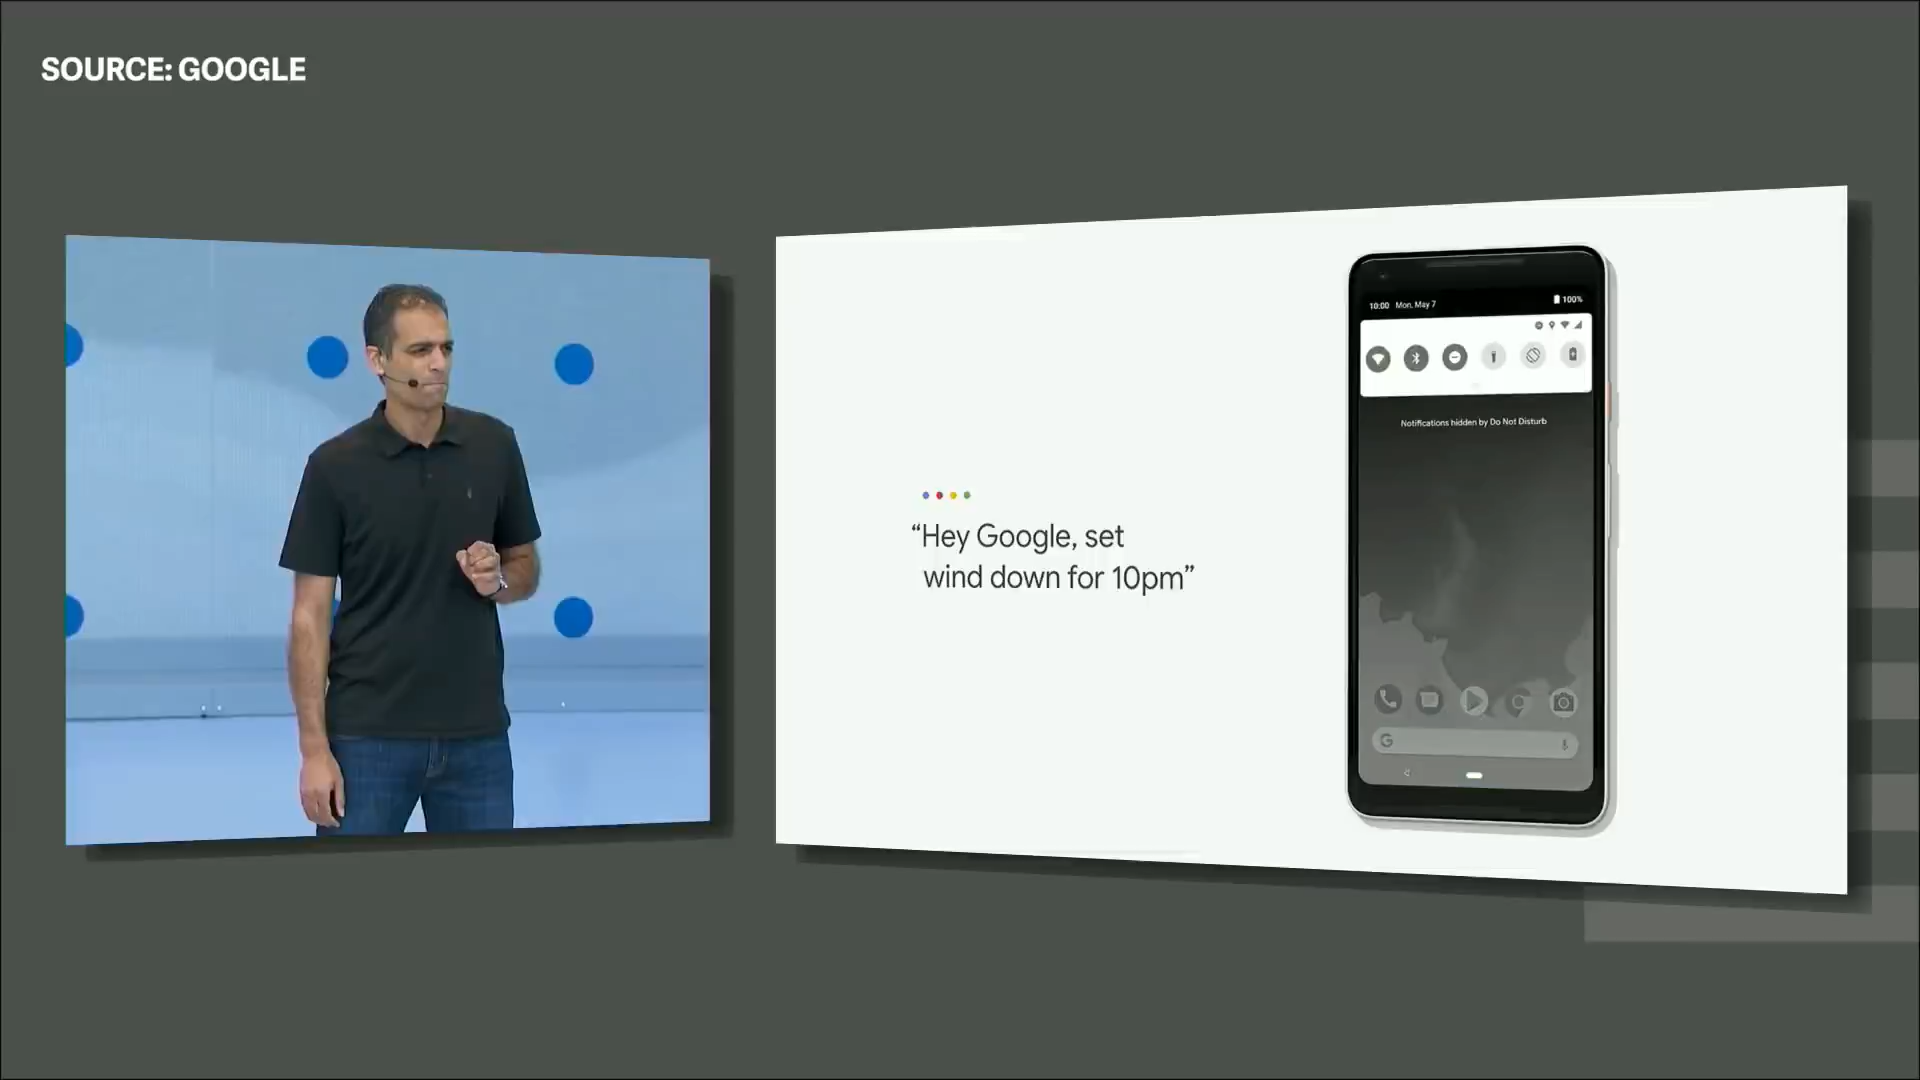 SOURCE: GOOGLE
10:00 Mon, May 7
100%
Notifications hidden by Do Not Disturb
“Hey Google, set
wind down for 10pm”
G